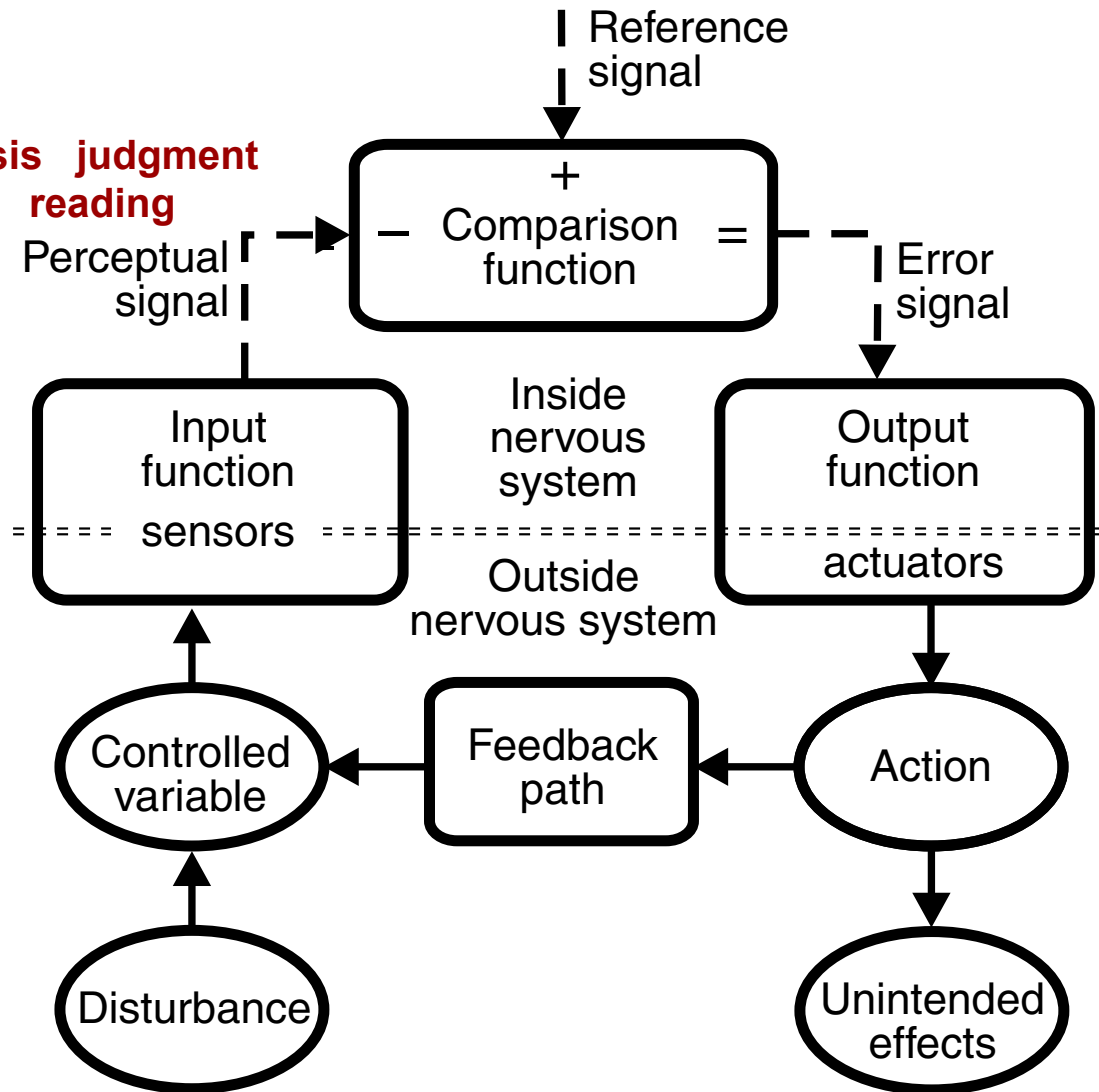 Reference
signal
judgment
reading
+
− Comparison =
function
Perceptual
signal
Error
signal
Input
function
sensors
Inside
nervous
system
Output
function
actuators
Outside
nervous system
Controlled
variable
Feedback
path
Action
Disturbance
Unintended
effects